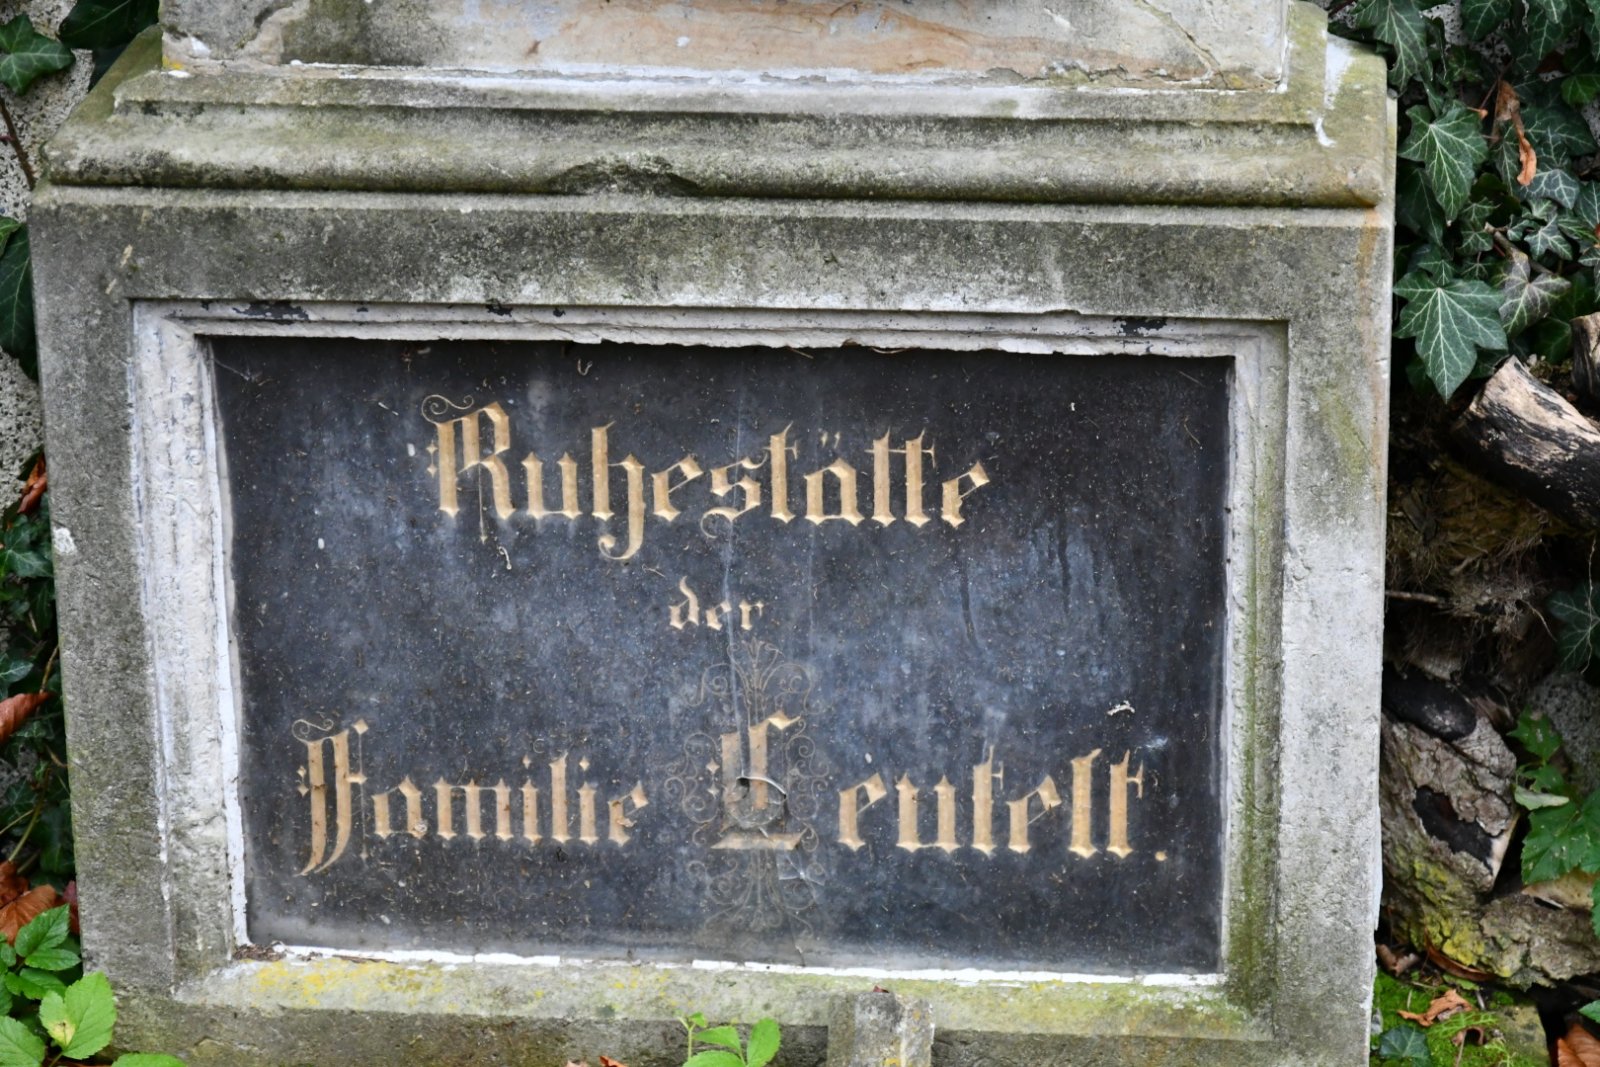 Ruhestätte
der
Familie Leutelt.